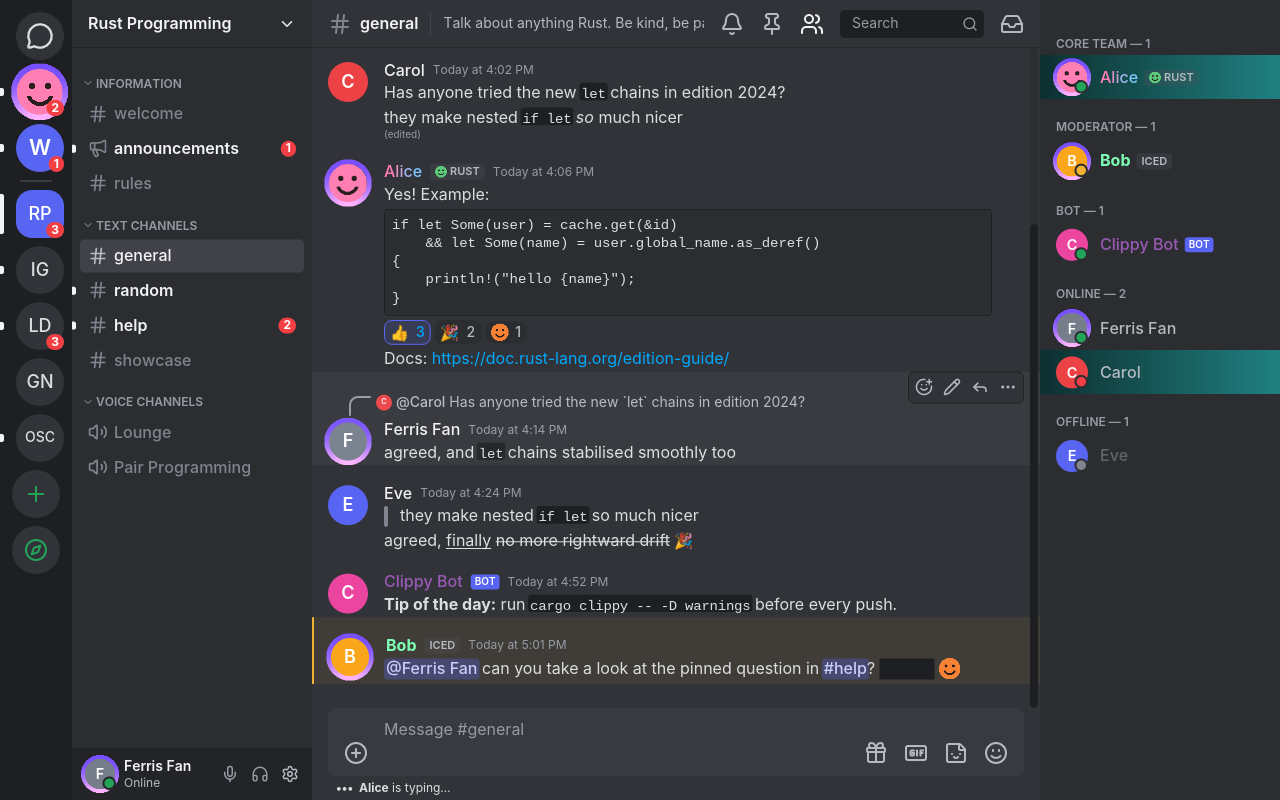 2
W
1
RP
3
IG
LD
3
GN
OSC
Rust Programming
INFORMATION
welcome
announcements 1
rules
TEXT CHANNELS
general
random
help 2
showcase
VOICE CHANNELS
Lounge
Pair Programming
F
Ferris Fan
Online
general
Talk about anything Rust. Be kind, be pa
Search
C
Carol Today at 4:02 PM
Has anyone tried the new let chains in edition 2024?
they make nested if let so much nicer
(edited)
Alice RUST Today at 4:06 PM
Yes! Example:
if let Some(user) = cache.get(&id)
    && let Some(name) = user.global_name.as_deref()
{
    println!("hello {name}");
}
👍 3 🎉 2 1
Docs: https://doc.rust-lang.org/edition-guide/
C @Carol Has anyone tried the new `let` chains in edition 2024?
F
Ferris Fan Today at 4:14 PM
agreed, and let chains stabilised smoothly too
E
Eve Today at 4:24 PM
they make nested if let so much nicer
agreed, finally no more rightward drift 🎉
C
Clippy Bot BOT Today at 4:52 PM
Tip of the day: run cargo clippy -- -D warnings before every push.
B
Bob ICED Today at 5:01 PM
@Ferris Fan can you take a look at the pinned question in #help?
Message #general
GIF
Alice is typing...
CORE TEAM — 1
Alice RUST
MODERATOR — 1
B Bob ICED
BOT — 1
C Clippy Bot BOT
ONLINE — 2
F Ferris Fan
C Carol
OFFLINE — 1
E Eve